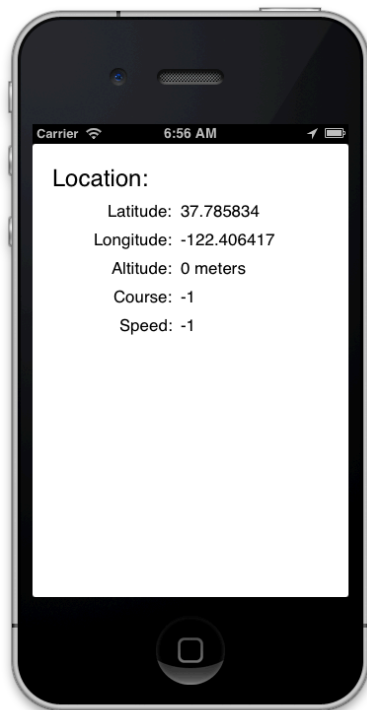 Carrier 6:56 AM
Location:
Latitude: 37.785834
Longitude: -122.406417
Altitude: 0 meters
Course: -1
Speed: -1